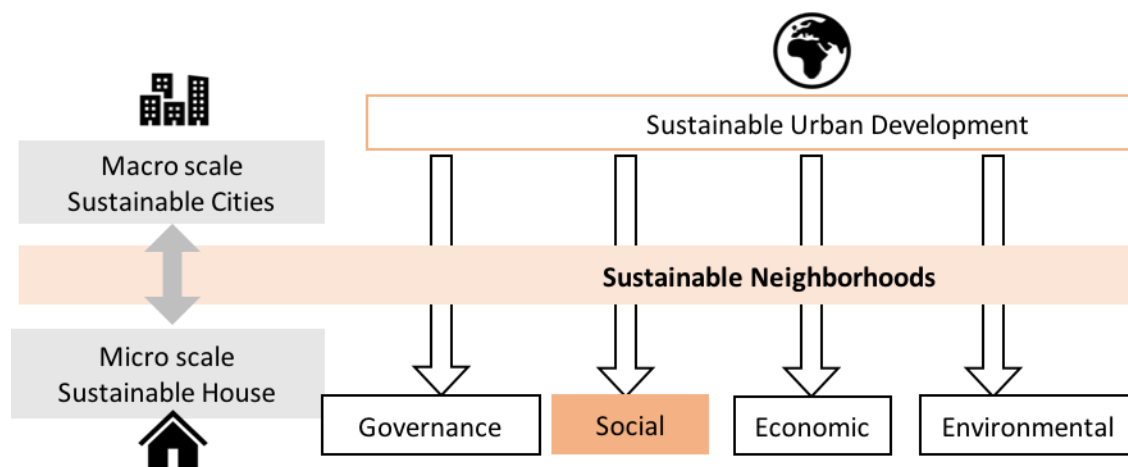 Sustainable Urban Development
Macro scale
Sustainable Cities
Sustainable Neighborhoods
Micro scale
Sustainable House
Governance
Social
Economic
Environmental